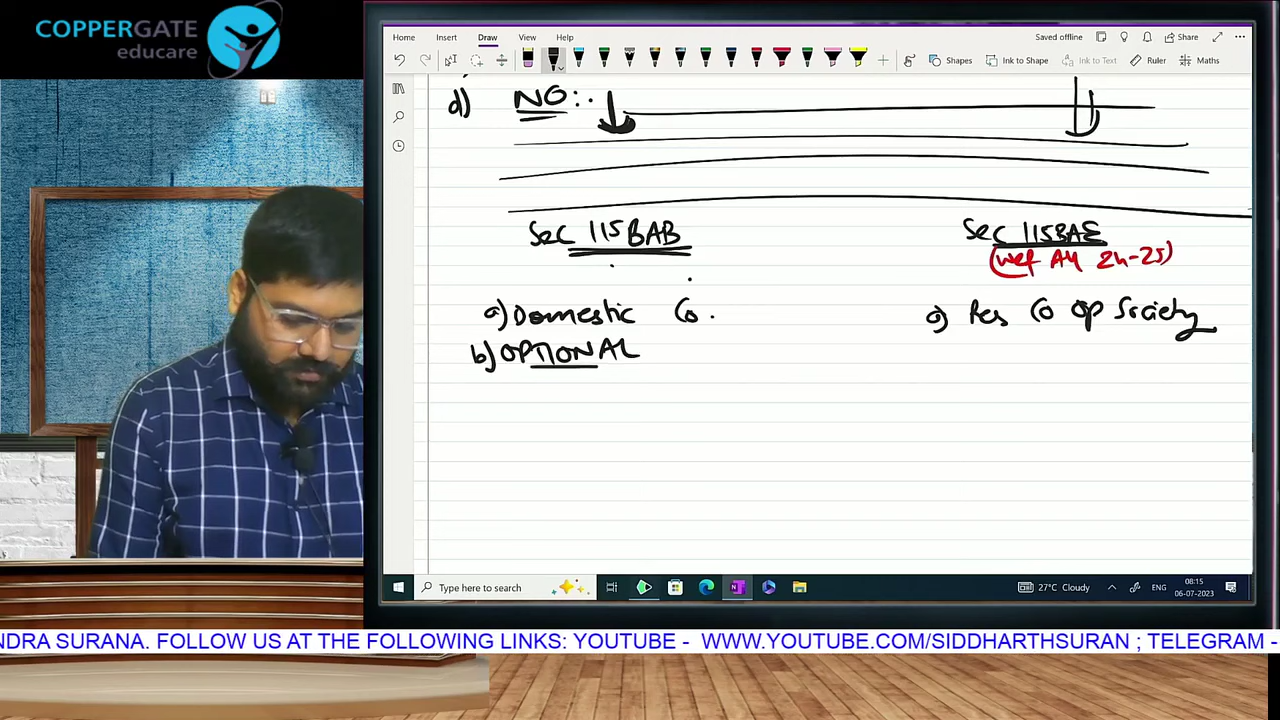 COPPERGATE
educare
Home Insert Draw View Help
Saved offline
Share
Shapes
Ink to Shape
Ink to Text
Ruler
Maths
d) NO:.
Sec 115BAB
Sec 115BAE
(wef AY 24-25)
a) Domestic Co.
a) Res Co Op Society
b) OPTIONAL
Type here to search
27°C Cloudy
ENG
08:15
06-07-2023
NDRA SURANA. FOLLOW US AT THE FOLLOWING LINKS: YOUTUBE - WWW.YOUTUBE.COM/SIDDHARTHSURAN ; TELEGRAM -